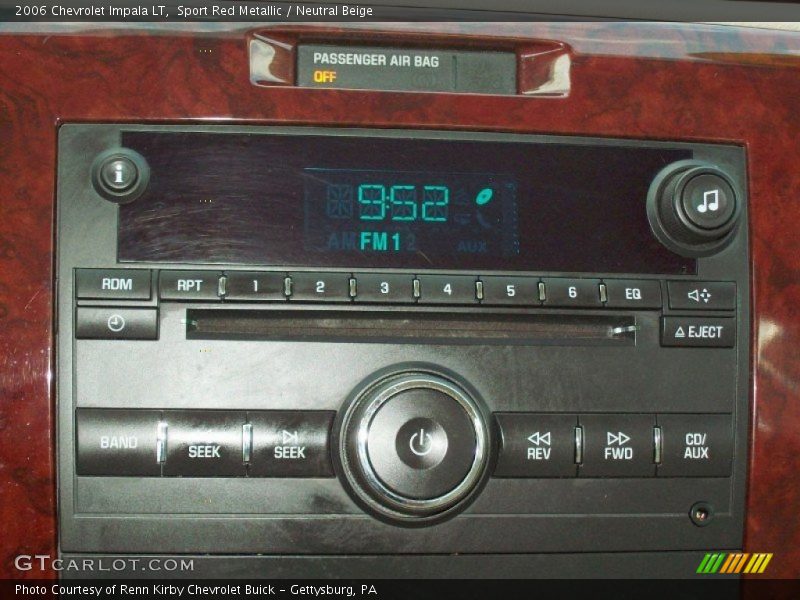 2006 Chevrolet Impala LT,  Sport Red Metallic / Neutral Beige
PASSENGER AIR BAG
OFF
i
9:52
AM FM1 2 AUX
RDM RPT 1 2 3 4 5 6 EQ
EJECT
BAND SEEK SEEK REV FWD CD/
AUX
GTCARLOT.COM
Photo Courtesy of Renn Kirby Chevrolet Buick - Gettysburg, PA